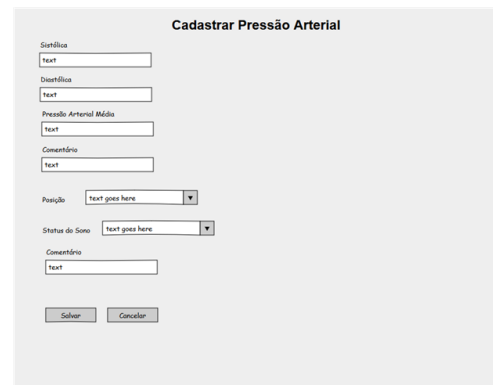 Cadastrar Pressão Arterial
Sistólica
text
Diastólica
text
Pressão Arterial Média
text
Comentário
text
Posição text goes here
Status do Sono text goes here
Comentário
text
Salvar Cancelar